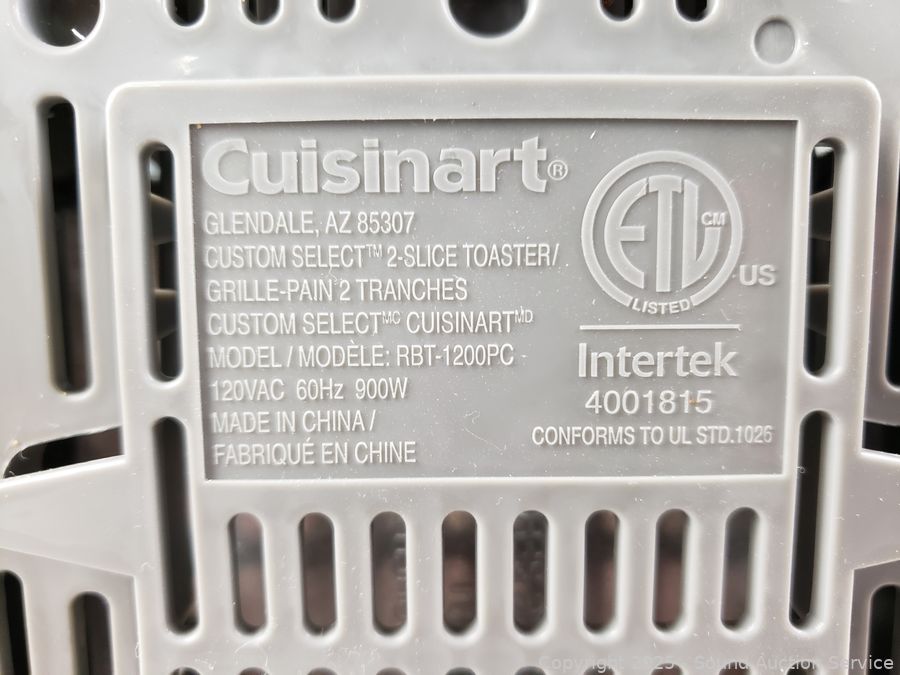 Cuisinart®
GLENDALE, AZ 85307
CUSTOM SELECT™ 2-SLICE TOASTER/
GRILLE-PAIN 2 TRANCHES
CUSTOM SELECTᴹᶜ CUISINARTᴹᴰ
MODEL / MODÈLE: RBT-1200PC
120VAC 60Hz 900W
MADE IN CHINA /
FABRIQUÉ EN CHINE
ETL CM
US
LISTED
Intertek
4001815
CONFORMS TO UL STD.1026
Copyright 2025 - Sound Auction Service